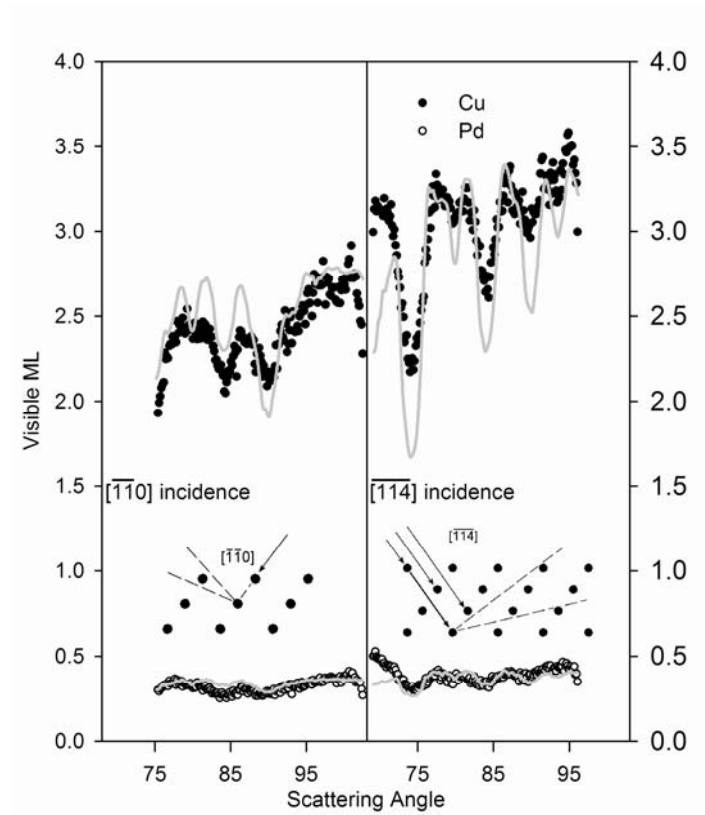 4.0 4.0
Cu
Pd
3.5 3.5
3.0 3.0
2.5 2.5
2.0 2.0
Visible ML
1.5 1.5
[1̅1̅0] incidence [1̅1̅4̅] incidence
[1̅1̅0] [1̅1̅4̅]
1.0 1.0
0.5 0.5
0.0 0.0
75 85 95 75 85 95
Scattering Angle